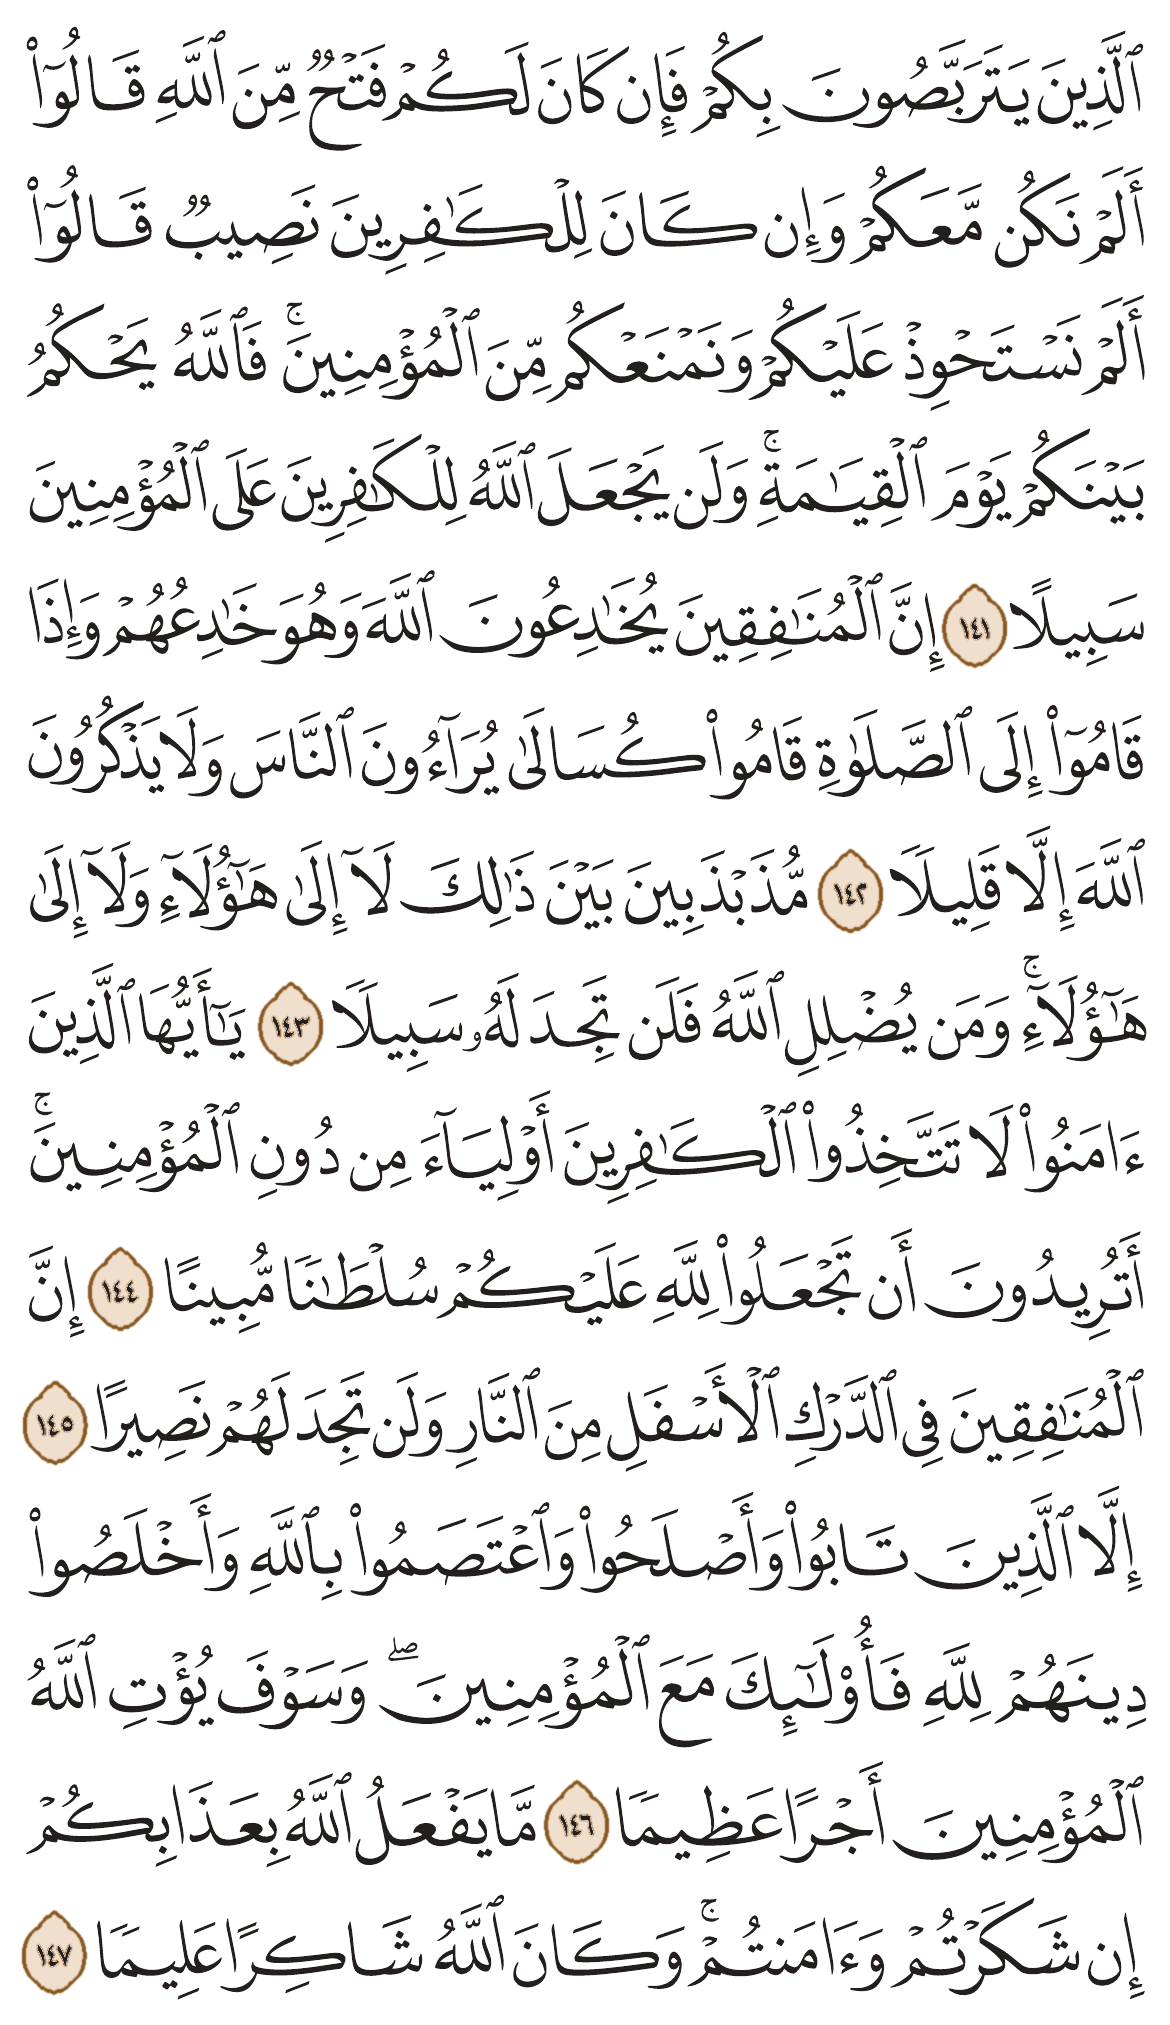 ٱلَّذِينَ يَتَرَبَّصُونَ بِكُمۡ فَإِن كَانَ لَكُمۡ فَتۡحٞ مِّنَ ٱللَّهِ قَالُوٓاْ
أَلَمۡ نَكُن مَّعَكُمۡ وَإِن كَانَ لِلۡكَٰفِرِينَ نَصِيبٞ قَالُوٓاْ
أَلَمۡ نَسۡتَحۡوِذۡ عَلَيۡكُمۡ وَنَمۡنَعۡكُم مِّنَ ٱلۡمُؤۡمِنِينَۚ فَٱللَّهُ يَحۡكُمُ
بَيۡنَكُمۡ يَوۡمَ ٱلۡقِيَٰمَةِۚ وَلَن يَجۡعَلَ ٱللَّهُ لِلۡكَٰفِرِينَ عَلَى ٱلۡمُؤۡمِنِينَ
سَبِيلًا ١٤١ إِنَّ ٱلۡمُنَٰفِقِينَ يُخَٰدِعُونَ ٱللَّهَ وَهُوَ خَٰدِعُهُمۡ وَإِذَا
قَامُوٓاْ إِلَى ٱلصَّلَوٰةِ قَامُواْ كُسَالَىٰ يُرَآءُونَ ٱلنَّاسَ وَلَا يَذۡكُرُونَ
ٱللَّهَ إِلَّا قَلِيلٗا ١٤٢ مُّذَبۡذَبِينَ بَيۡنَ ذَٰلِكَ لَآ إِلَىٰ هَٰٓؤُلَآءِ وَلَآ إِلَىٰ
هَٰٓؤُلَآءِۚ وَمَن يُضۡلِلِ ٱللَّهُ فَلَن تَجِدَ لَهُۥ سَبِيلٗا ١٤٣ يَٰٓأَيُّهَا ٱلَّذِينَ
ءَامَنُواْ لَا تَتَّخِذُواْ ٱلۡكَٰفِرِينَ أَوۡلِيَآءَ مِن دُونِ ٱلۡمُؤۡمِنِينَۚ
أَتُرِيدُونَ أَن تَجۡعَلُواْ لِلَّهِ عَلَيۡكُمۡ سُلۡطَٰنٗا مُّبِينًا ١٤٤ إِنَّ
ٱلۡمُنَٰفِقِينَ فِي ٱلدَّرۡكِ ٱلۡأَسۡفَلِ مِنَ ٱلنَّارِ وَلَن تَجِدَ لَهُمۡ نَصِيرًا ١٤٥
إِلَّا ٱلَّذِينَ تَابُواْ وَأَصۡلَحُواْ وَٱعۡتَصَمُواْ بِٱللَّهِ وَأَخۡلَصُواْ
دِينَهُمۡ لِلَّهِ فَأُوْلَٰٓئِكَ مَعَ ٱلۡمُؤۡمِنِينَۖ وَسَوۡفَ يُؤۡتِ ٱللَّهُ
ٱلۡمُؤۡمِنِينَ أَجۡرًا عَظِيمٗا ١٤٦ مَّا يَفۡعَلُ ٱللَّهُ بِعَذَابِكُمۡ
إِن شَكَرۡتُمۡ وَءَامَنتُمۡۚ وَكَانَ ٱللَّهُ شَاكِرًا عَلِيمٗا ١٤٧